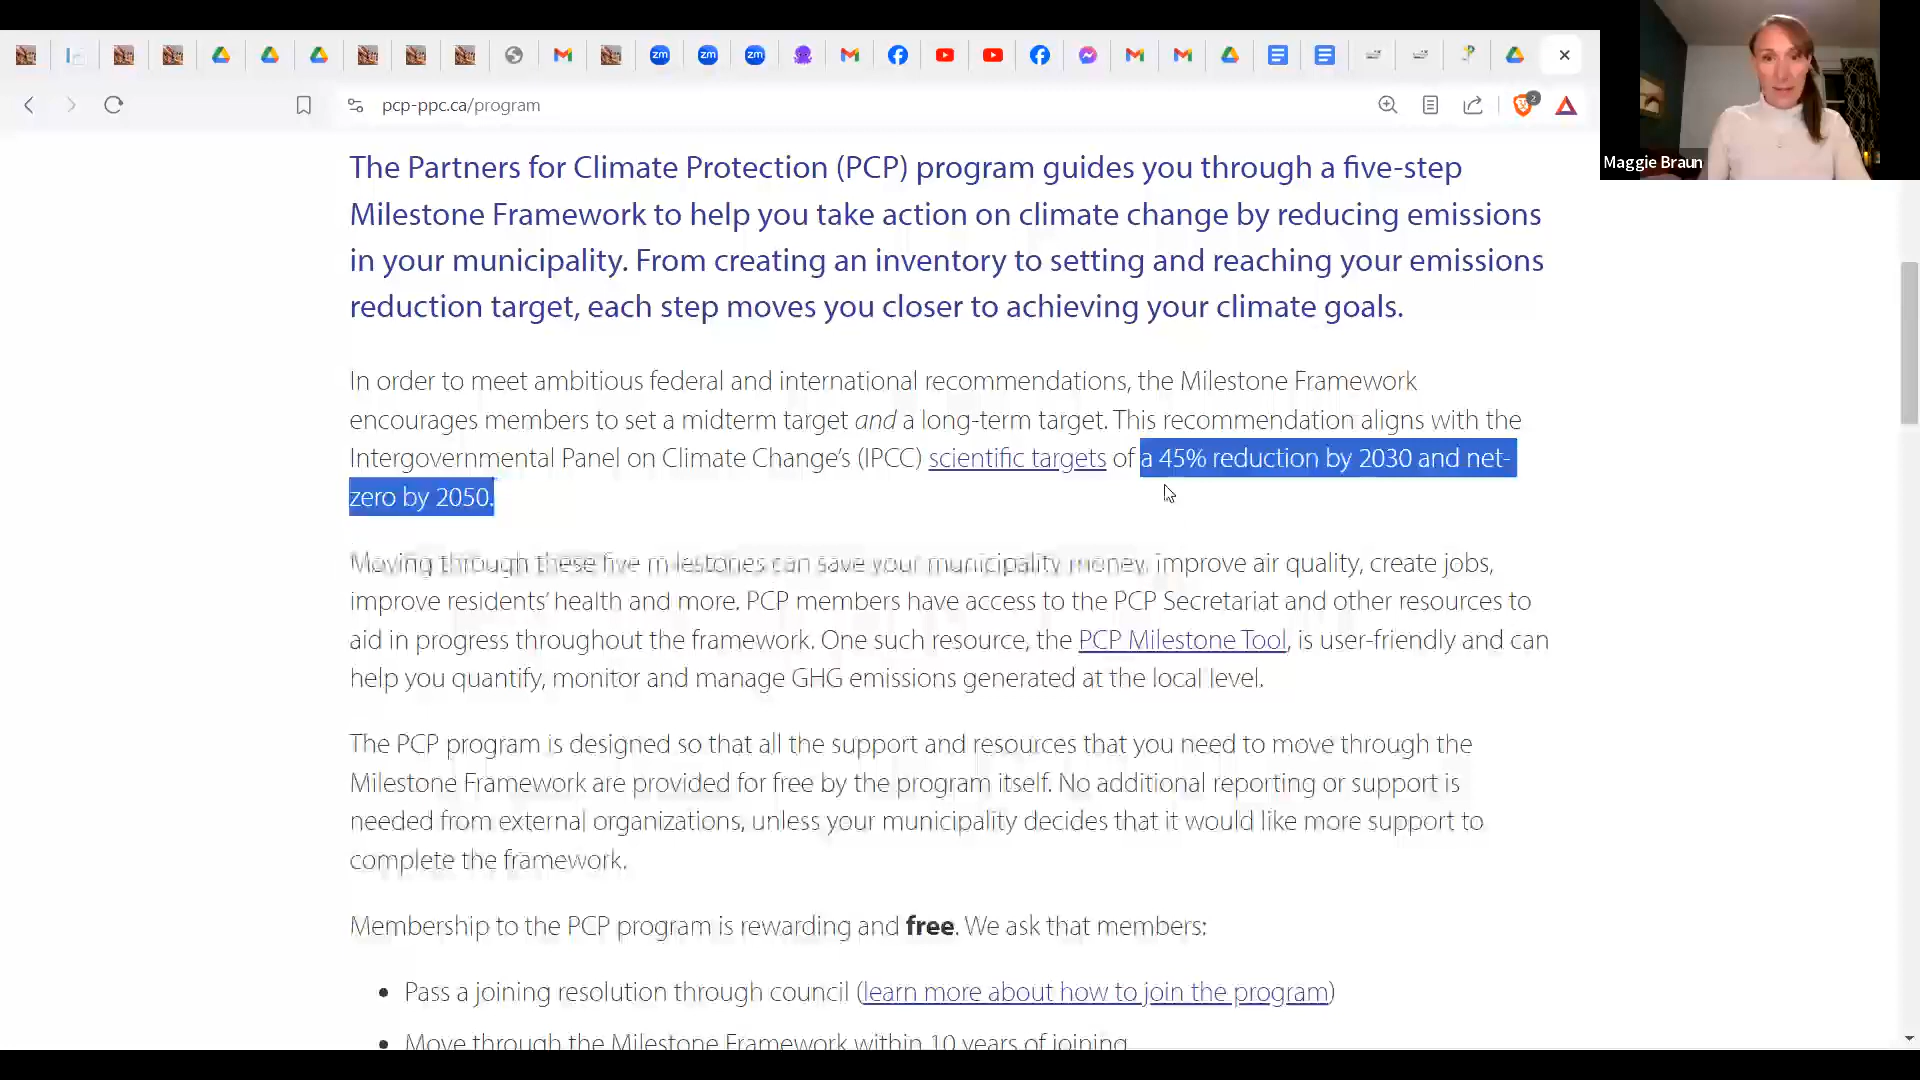 pcp-ppc.ca/program
2
Maggie Braun
The Partners for Climate Protection (PCP) program guides you through a five-step
Milestone Framework to help you take action on climate change by reducing emissions
in your municipality. From creating an inventory to setting and reaching your emissions
reduction target, each step moves you closer to achieving your climate goals.
In order to meet ambitious federal and international recommendations, the Milestone Framework
encourages members to set a midterm target and a long-term target. This recommendation aligns with the
Intergovernmental Panel on Climate Change’s (IPCC) scientific targets of a 45% reduction by 2030 and net-
zero by 2050.
Moving through these five milestones can save your municipality money, improve air quality, create jobs,
improve residents’ health and more. PCP members have access to the PCP Secretariat and other resources to
aid in progress throughout the framework. One such resource, the PCP Milestone Tool, is user-friendly and can
help you quantify, monitor and manage GHG emissions generated at the local level.
The PCP program is designed so that all the support and resources that you need to move through the
Milestone Framework are provided for free by the program itself. No additional reporting or support is
needed from external organizations, unless your municipality decides that it would like more support to
complete the framework.
Membership to the PCP program is rewarding and free. We ask that members:
• Pass a joining resolution through council (learn more about how to join the program)
• Move through the Milestone Framework within 10 years of joining